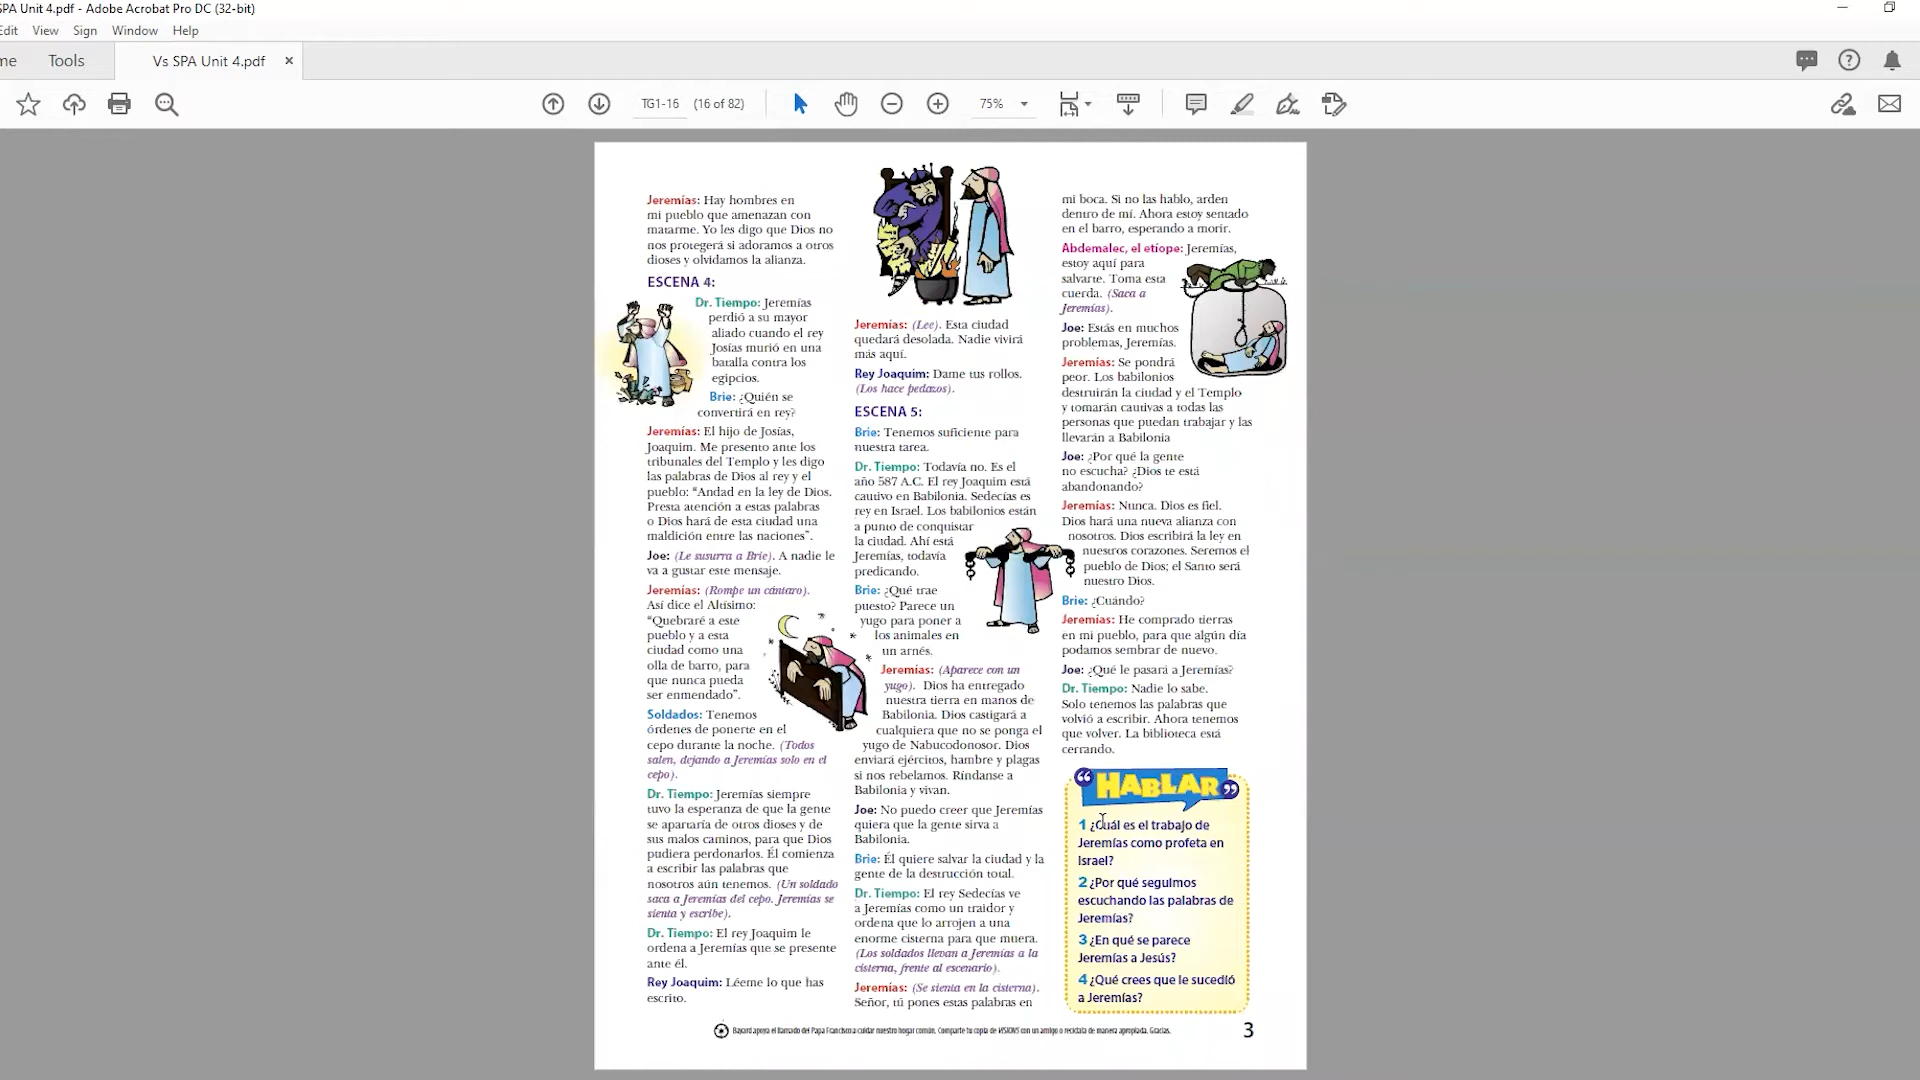 SPA Unit 4.pdf - Adobe Acrobat Pro DC (32-bit)
Edit View Sign Window Help
me Tools Vs SPA Unit 4.pdf ×
TG1-16 (16 of 82) 75%
Jeremías: Hay hombres en
mi pueblo que amenazan con
matarme. Yo les digo que Dios no
nos protegerá si adoramos a otros
dioses y olvidamos la alianza.
ESCENA 4:
Dr. Tiempo: Jeremías
perdió a su mayor
aliado cuando el rey
Josías murió en una
batalla contra los
egipcios.
Brie: ¿Quién se
convertirá en rey?
Jeremías: El hijo de Josías,
Joaquim. Me presento ante los
tribunales del Templo y les digo
las palabras de Dios al rey y el
pueblo: “Andad en la ley de Dios.
Presta atención a estas palabras
o Dios hará de esta ciudad una
maldición entre las naciones”.
Joe: (Le susurra a Brie). A nadie le
va a gustar este mensaje.
Jeremías: (Rompe un cántaro).
Así dice el Altísimo:
“Quebraré a este
pueblo y a esta
ciudad como una
olla de barro, para
que nunca pueda
ser enmendado”.
Soldados: Tenemos
órdenes de ponerte en el
cepo durante la noche. (Todos
salen, dejando a Jeremías solo en el
cepo).
Dr. Tiempo: Jeremías siempre
tuvo la esperanza de que la gente
se apartaría de otros dioses y de
sus malos caminos, para que Dios
pudiera perdonarlos. Él comienza
a escribir las palabras que
nosotros aún tenemos. (Un soldado
saca a Jeremías del cepo. Jeremías se
sienta y escribe).
Dr. Tiempo: El rey Joaquim le
ordena a Jeremías que se presente
ante él.
Rey Joaquim: Léeme lo que has
escrito.
Jeremías: (Lee). Esta ciudad
quedará desolada. Nadie vivirá
más aquí.
Rey Joaquim: Dame tus rollos.
(Los hace pedazos).
ESCENA 5:
Brie: Tenemos suficiente para
nuestra tarea.
Dr. Tiempo: Todavía no. Es el
año 587 A.C. El rey Joaquim está
cautivo en Babilonia. Sedecías es
rey en Israel. Los babilonios están
a punto de conquistar
la ciudad. Ahí está
Jeremías, todavía
predicando.
Brie: ¿Qué trae
puesto? Parece un
yugo para poner a
los animales en
un arnés.
Jeremías: (Aparece con un
yugo). Dios ha entregado
nuestra tierra en manos de
Babilonia. Dios castigará a
cualquiera que no se ponga el
yugo de Nabucodonosor. Dios
enviará ejércitos, hambre y plagas
si nos rebelamos. Ríndanse a
Babilonia y vivan.
Joe: No puedo creer que Jeremías
quiera que la gente sirva a
Babilonia.
Brie: Él quiere salvar la ciudad y la
gente de la destrucción total.
Dr. Tiempo: El rey Sedecías ve
a Jeremías como un traidor y
ordena que lo arrojen a una
enorme cisterna para que muera.
(Los soldados llevan a Jeremías a la
cisterna, frente al escenario).
Jeremías: (Se sienta en la cisterna).
Señor, tú pones estas palabras en
mi boca. Si no las hablo, arden
dentro de mí. Ahora estoy sentado
en el barro, esperando a morir.
Abdemalec, el etíope: Jeremías,
estoy aquí para
salvarte. Toma esta
cuerda. (Saca a
Jeremías).
Joe: Estás en muchos
problemas, Jeremías.
Jeremías: Se pondrá
peor. Los babilonios
destruirán la ciudad y el Templo
y tomarán cautivas a todas las
personas que puedan trabajar y las
llevarán a Babilonia
Joe: ¿Por qué la gente
no escucha? ¿Dios te está
abandonando?
Jeremías: Nunca. Dios es fiel.
Dios hará una nueva alianza con
nosotros. Dios escribirá la ley en
nuestros corazones. Seremos el
pueblo de Dios; el Santo será
nuestro Dios.
Brie: ¿Cuándo?
Jeremías: He comprado tierras
en mi pueblo, para que algún día
podamos sembrar de nuevo.
Joe: ¿Qué le pasará a Jeremías?
Dr. Tiempo: Nadie lo sabe.
Solo tenemos las palabras que
volvió a escribir. Ahora tenemos
que volver. La biblioteca está
cerrando.
“HABLAR”
1 ¿Cuál es el trabajo de
Jeremías como profeta en
Israel?
2 ¿Por qué seguimos
escuchando las palabras de
Jeremías?
3 ¿En qué se parece
Jeremías a Jesús?
4 ¿Qué crees que le sucedió
a Jeremías?
Bayard apoya el llamado del Papa Francisco a cuidar nuestro hogar común. Comparte tu copia de VISIONS con un amigo o recíclala de manera apropiada. Gracias.
3